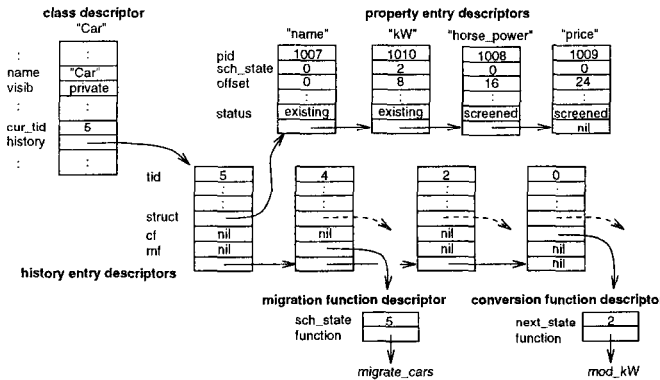 class descriptor
"Car"
property entry descriptors
"name" "kW" "horse_power" "price"
pid 1007 1010 1008 1009
sch_state 0 2 0 0
offset 0 8 16 24
status existing existing screened screened
nil
name "Car"
visib private
cur_tid 5
history
tid 5 4 2 0
struct
cf nil nil nil
mf nil nil nil
nil
history entry descriptors
migration function descriptor conversion function descripto
sch_state 5 next_state 2
function function
migrate_cars mod_kW